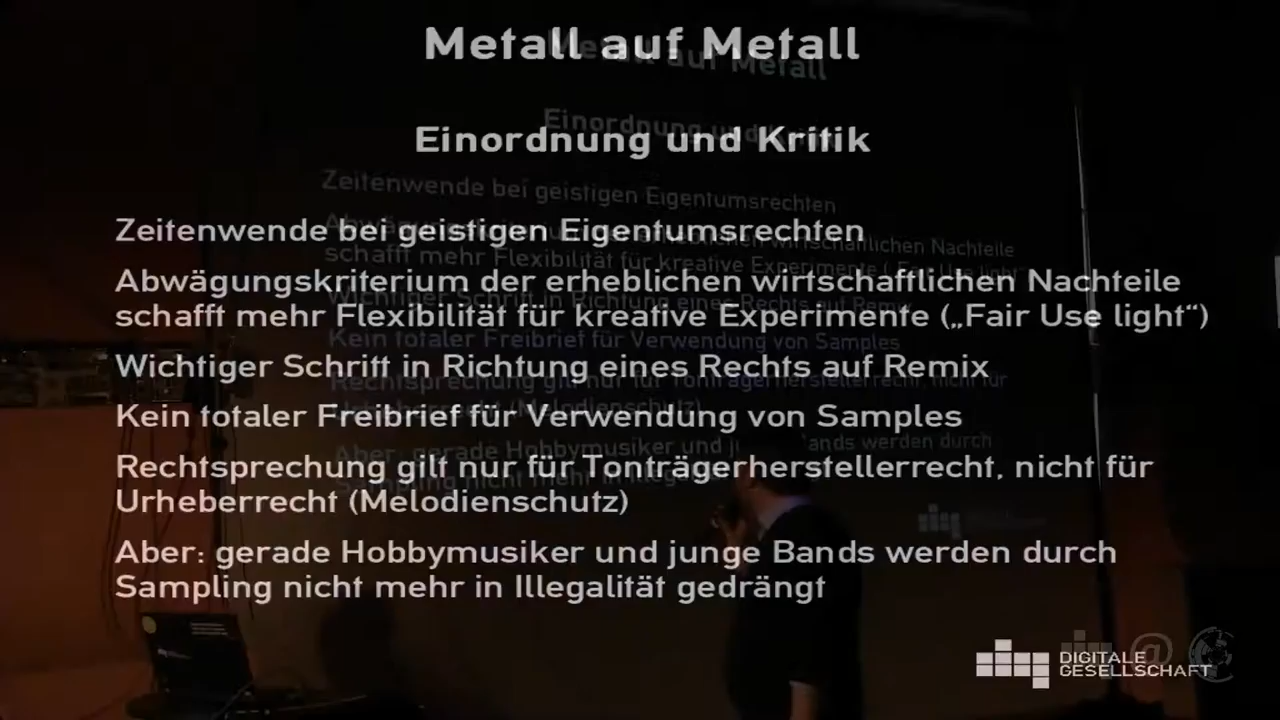 Metall auf Metall
Einordnung und Kritik
Zeitenwende bei geistigen Eigentumsrechten
Abwägungskriterium der erheblichen wirtschaftlichen Nachteile
schafft mehr Flexibilität für kreative Experimente („Fair Use light“)
Wichtiger Schritt in Richtung eines Rechts auf Remix
Kein totaler Freibrief für Verwendung von Samples
Rechtsprechung gilt nur für Tonträgerherstellerrecht, nicht für
Urheberrecht (Melodienschutz)
Aber: gerade Hobbymusiker und junge Bands werden durch
Sampling nicht mehr in Illegalität gedrängt
DIGITALE
GESELLSCHAFT